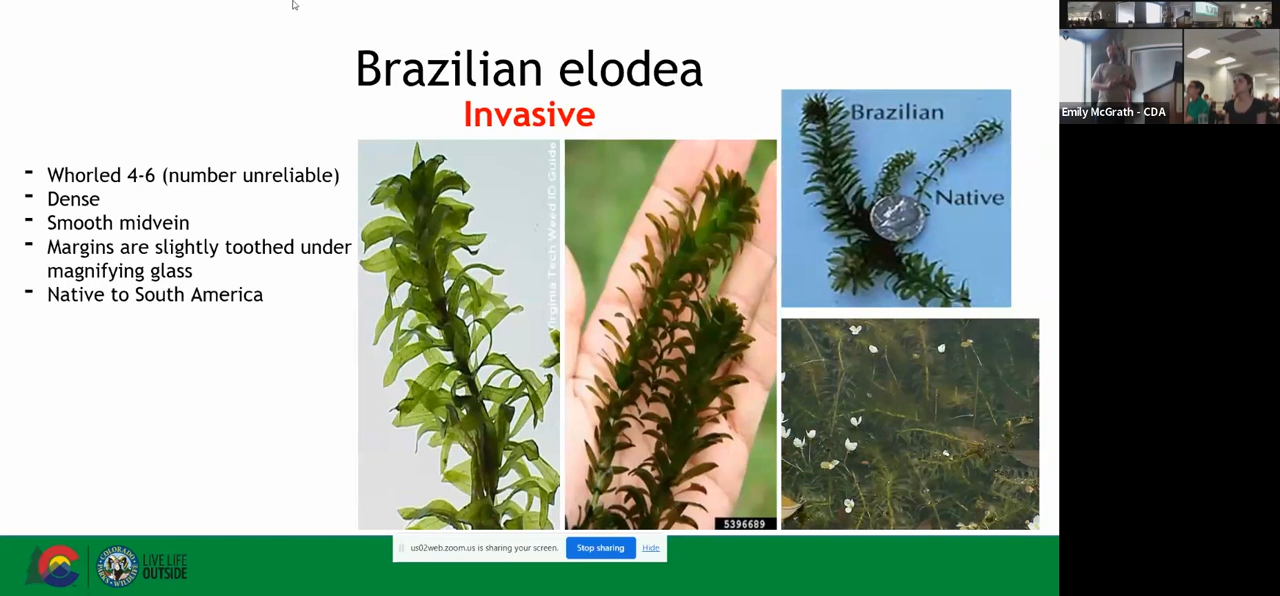 Brazilian elodea
Invasive
- Whorled 4-6 (number unreliable)
- Dense
- Smooth midvein
- Margins are slightly toothed under
magnifying glass
- Native to South America
Virginia Tech Weed ID Guide
5396689
Brazilian
Native
COLORADO
LIVE LIFE
OUTSIDE
us02web.zoom.us is sharing your screen.
Stop sharing
Hide
Emily McGrath - CDA